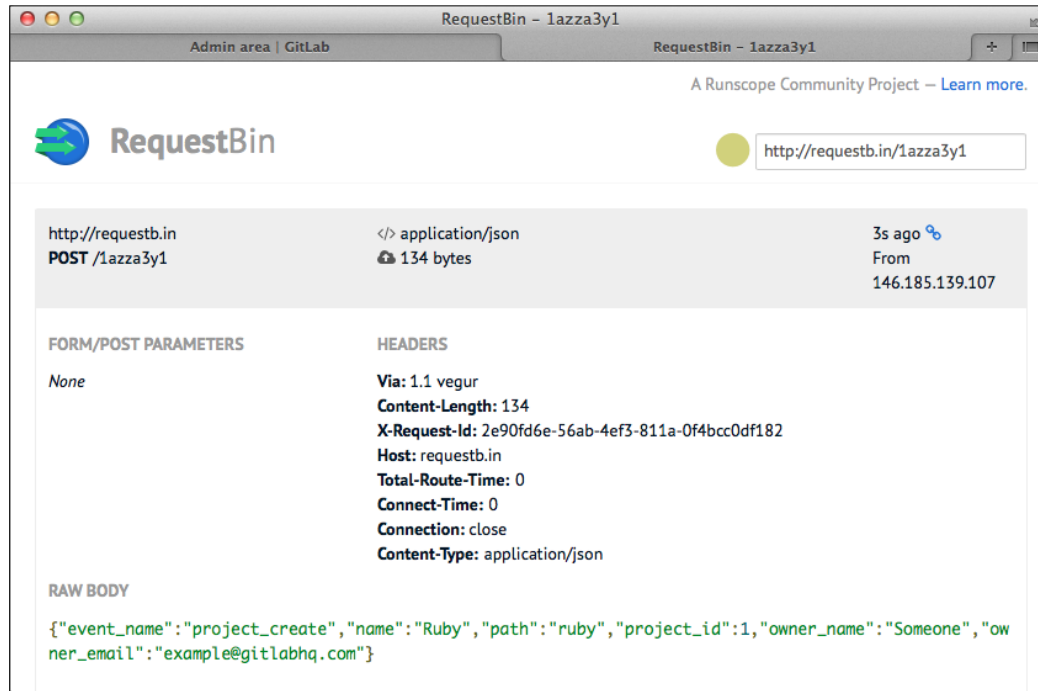 RequestBin – 1azza3y1
Admin area | GitLab
RequestBin – 1azza3y1
A Runscope Community Project — Learn more.
RequestBin
http://requestb.in/1azza3y1
http://requestb.in
</> application/json
3s ago
POST /1azza3y1
134 bytes
From
146.185.139.107
FORM/POST PARAMETERS
HEADERS
None
Via: 1.1 vegur
Content-Length: 134
X-Request-Id: 2e90fd6e-56ab-4ef3-811a-0f4bcc0df182
Host: requestb.in
Total-Route-Time: 0
Connect-Time: 0
Connection: close
Content-Type: application/json
RAW BODY
{"event_name":"project_create","name":"Ruby","path":"ruby","project_id":1,"owner_name":"Someone","ow
ner_email":"example@gitlabhq.com"}